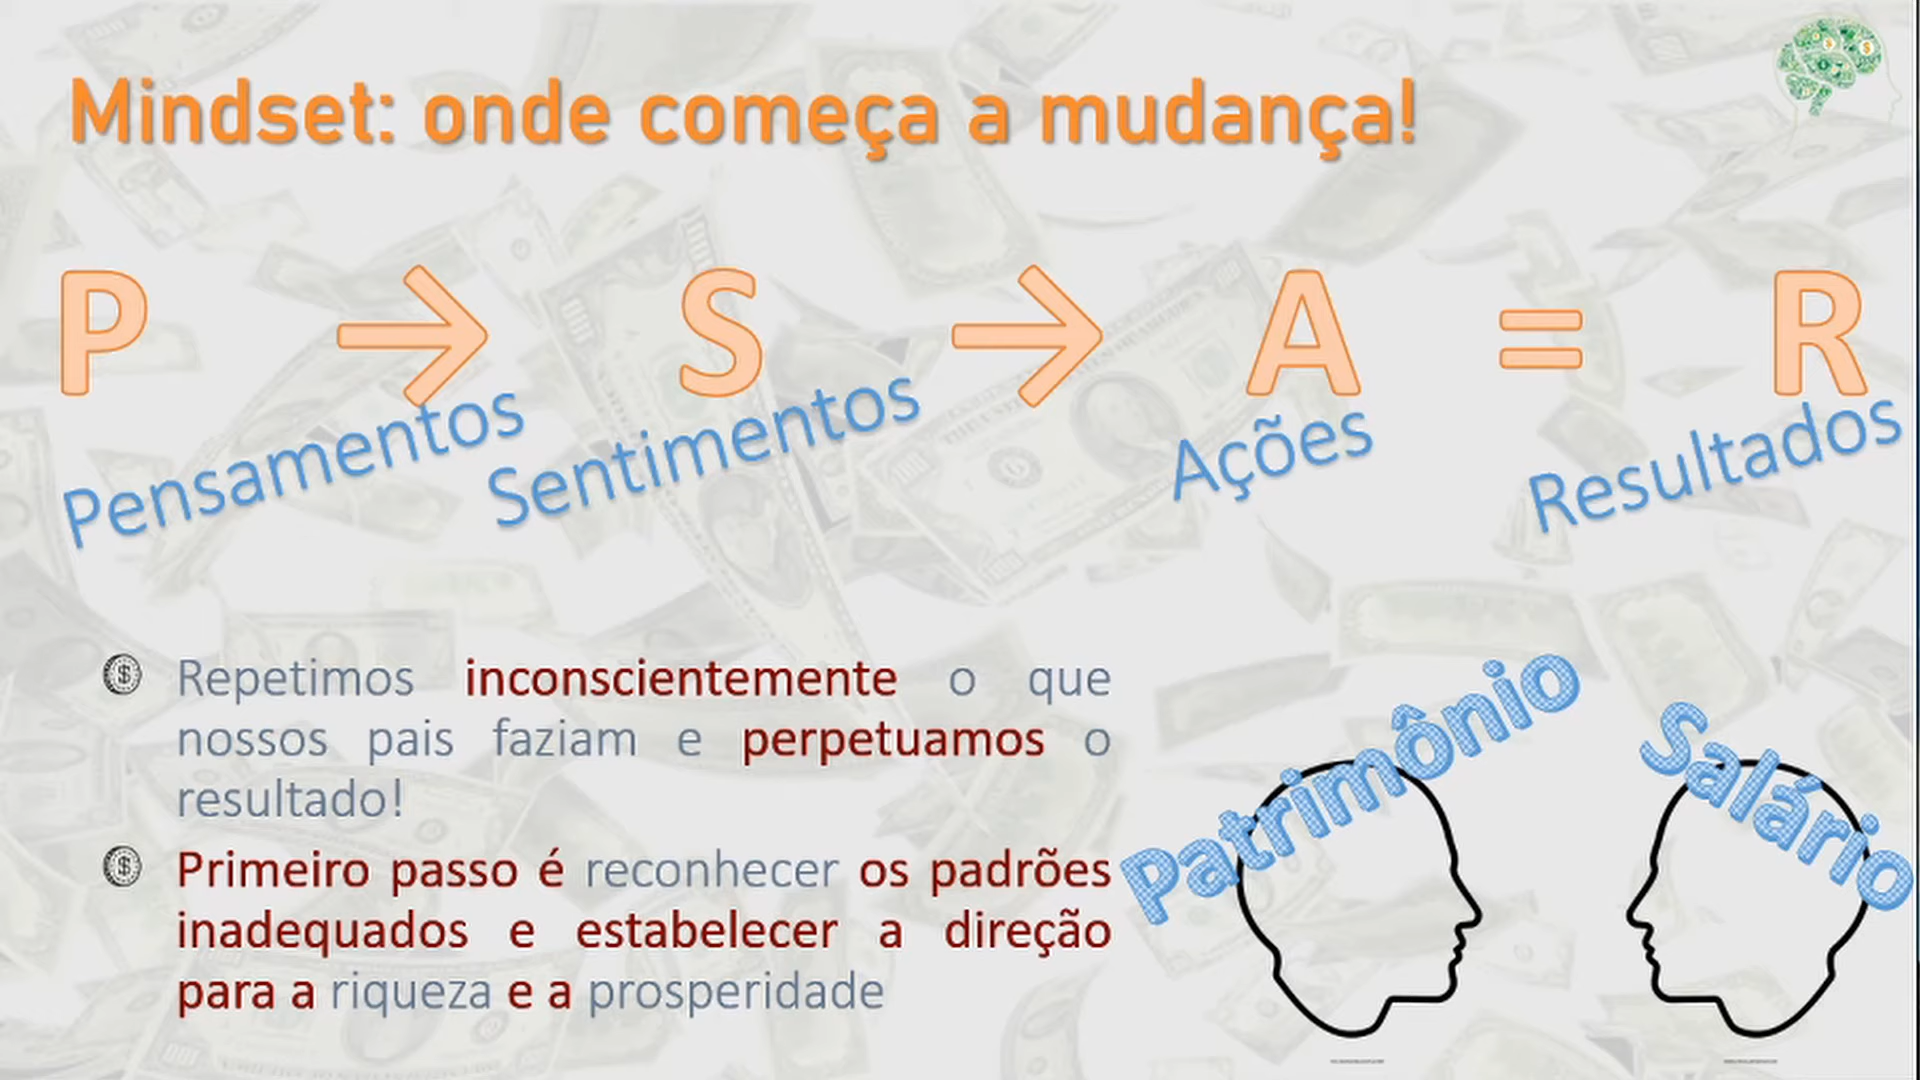 Mindset: onde começa a mudança!
P → S → A = R
Pensamentos Sentimentos Ações Resultados
Repetimos inconscientemente o que
nossos pais faziam e perpetuamos o
resultado!
Primeiro passo é reconhecer os padrões
inadequados e estabelecer a direção
para a riqueza e a prosperidade
Patrimônio
Salário